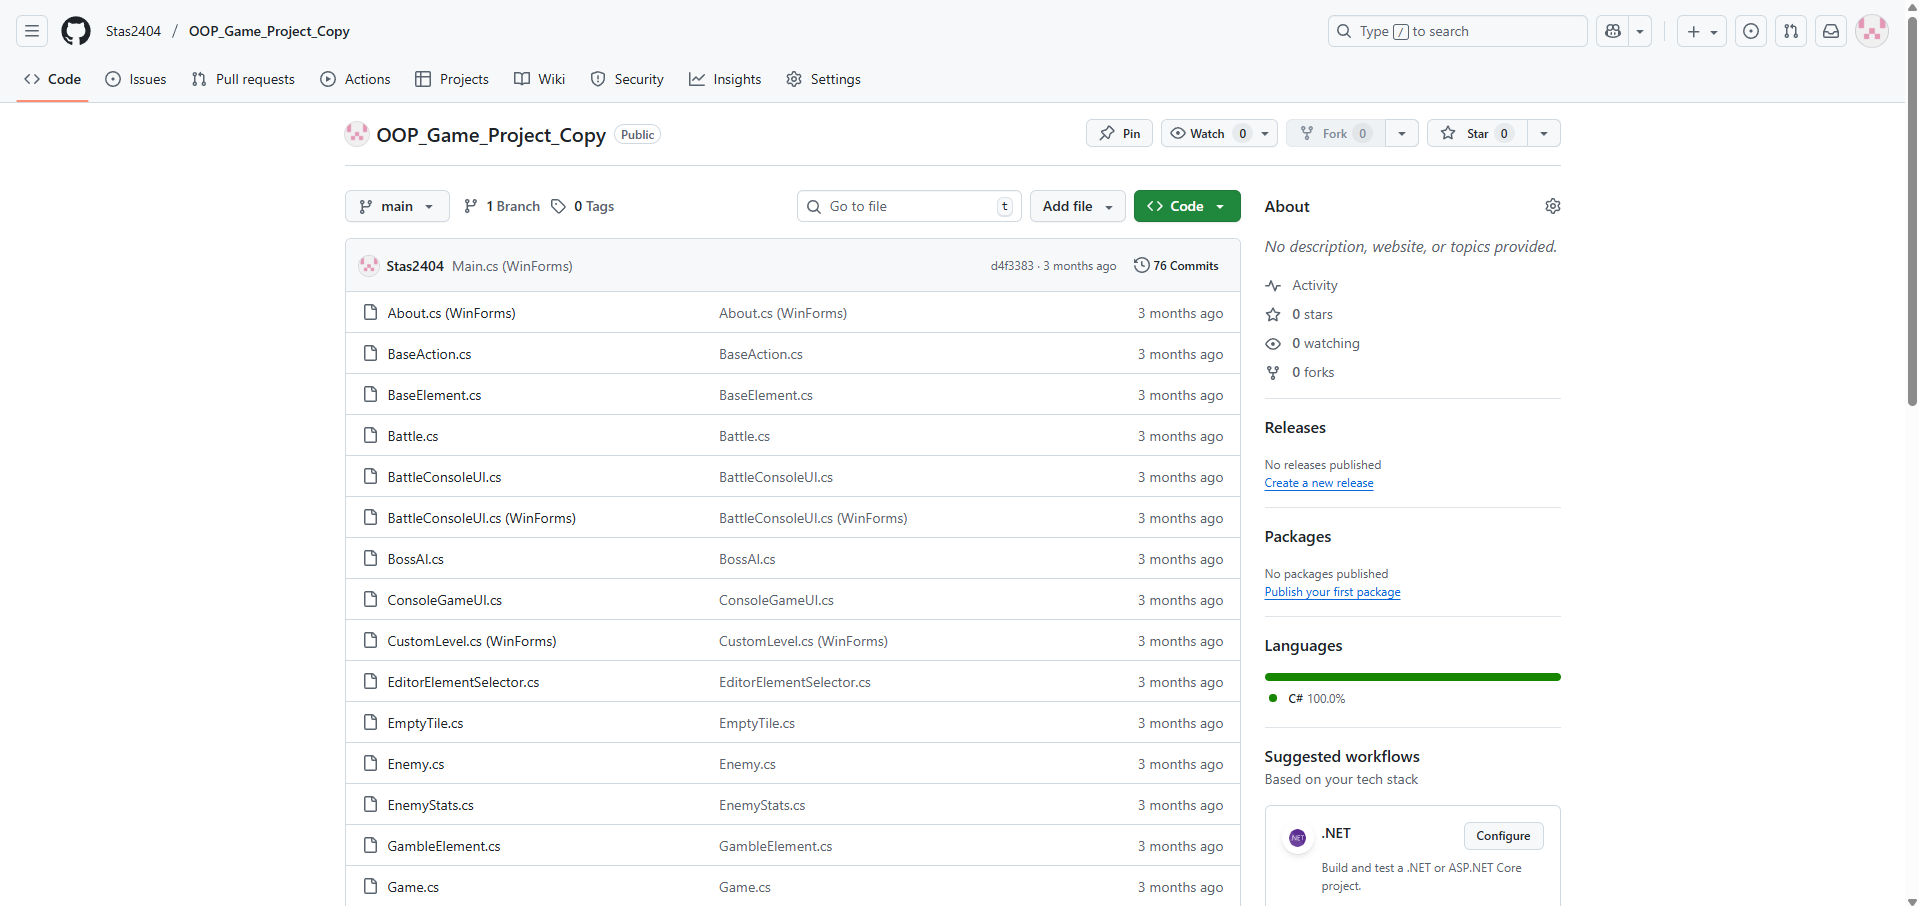 Stas2404 / OOP_Game_Project_Copy
Type / to search
Code Issues Pull requests Actions Projects Wiki Security Insights Settings
OOP_Game_Project_Copy Public
Pin Watch 0 Fork 0 Star 0
main 1 Branch 0 Tags
Go to file t Add file Code
Stas2404 Main.cs (WinForms) d4f3383 · 3 months ago 76 Commits
About.cs (WinForms) About.cs (WinForms) 3 months ago
BaseAction.cs BaseAction.cs 3 months ago
BaseElement.cs BaseElement.cs 3 months ago
Battle.cs Battle.cs 3 months ago
BattleConsoleUI.cs BattleConsoleUI.cs 3 months ago
BattleConsoleUI.cs (WinForms) BattleConsoleUI.cs (WinForms) 3 months ago
BossAI.cs BossAI.cs 3 months ago
ConsoleGameUI.cs ConsoleGameUI.cs 3 months ago
CustomLevel.cs (WinForms) CustomLevel.cs (WinForms) 3 months ago
EditorElementSelector.cs EditorElementSelector.cs 3 months ago
EmptyTile.cs EmptyTile.cs 3 months ago
Enemy.cs Enemy.cs 3 months ago
EnemyStats.cs EnemyStats.cs 3 months ago
GambleElement.cs GambleElement.cs 3 months ago
Game.cs Game.cs 3 months ago
About
No description, website, or topics provided.
Activity
0 stars
0 watching
0 forks
Releases
No releases published
Create a new release
Packages
No packages published
Publish your first package
Languages
C# 100.0%
Suggested workflows
Based on your tech stack
.NET
.NET Configure
Build and test a .NET or ASP.NET Core
project.